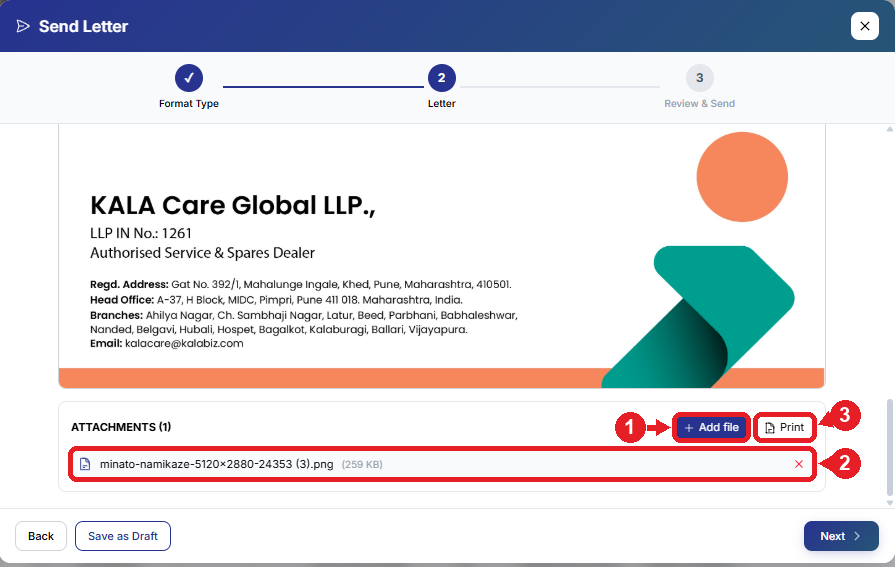 Send Letter
✓
2
3
Format Type
Letter
Review & Send
KALA Care Global LLP.,
LLP IN No.: 1261
Authorised Service & Spares Dealer
Regd. Address: Gat No. 392/1, Mahalunge Ingale, Khed, Pune, Maharashtra, 410501.
Head Office: A-37, H Block, MIDC, Pimpri, Pune 411 018. Maharashtra, India.
Branches: Ahilya Nagar, Ch. Sambhaji Nagar, Latur, Beed, Parbhani, Babhaleshwar,
Nanded, Belgavi, Hubali, Hospet, Bagalkot, Kalaburagi, Ballari, Vijayapura.
Email: kalacare@kalabiz.com
ATTACHMENTS (1)
1
+ Add file
Print
3
minato-namikaze-5120×2880-24353 (3).png (259 KB)
2
Back
Save as Draft
Next